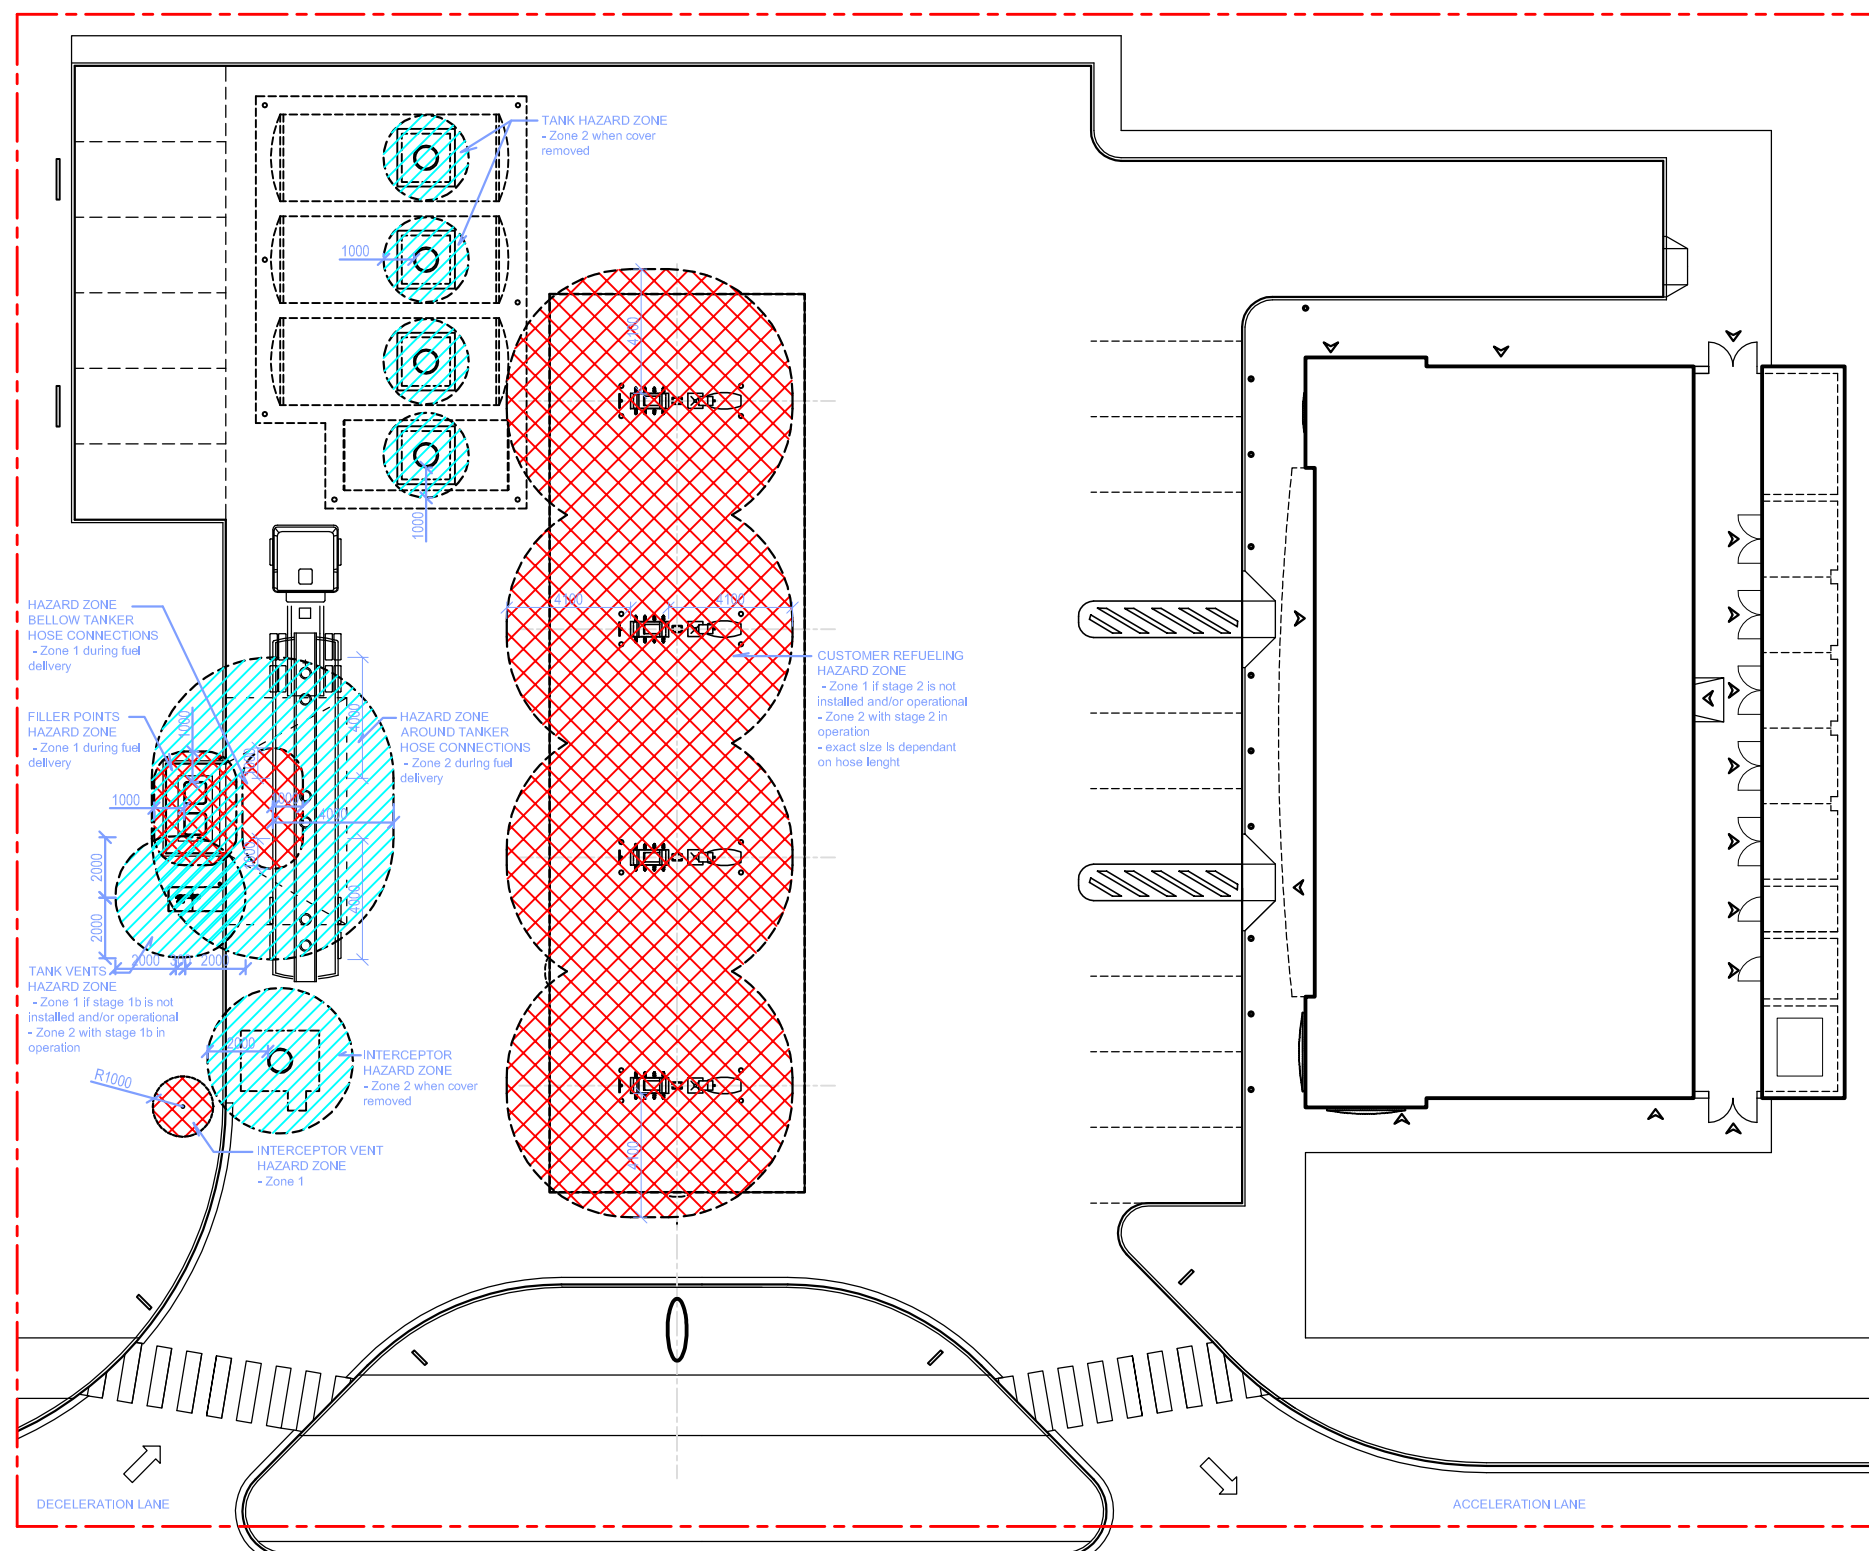 TANK HAZARD ZONE
- Zone 2 when cover
removed
1000
4100
1000
HAZARD ZONE
BELLOW TANKER
HOSE CONNECTIONS
- Zone 1 during fuel
delivery
4100
4100
CUSTOMER REFUELING
HAZARD ZONE
- Zone 1 if stage 2 is not
installed and/or operational
- Zone 2 with stage 2 in
operation
- exact size is dependant
on hose lenght
FILLER POINTS
HAZARD ZONE
- Zone 1 during fuel
delivery
1000
4000
HAZARD ZONE
AROUND TANKER
HOSE CONNECTIONS
- Zone 2 during fuel
delivery
1000
4000
2000
4000
2000
2000
2000
TANK VENTS
HAZARD ZONE
- Zone 1 if stage 1b is not
installed and/or operational
- Zone 2 with stage 1b in
operation
2000
INTERCEPTOR
HAZARD ZONE
- Zone 2 when cover
removed
R1000
INTERCEPTOR VENT
HAZARD ZONE
- Zone 1
4100
DECELERATION LANE
ACCELERATION LANE